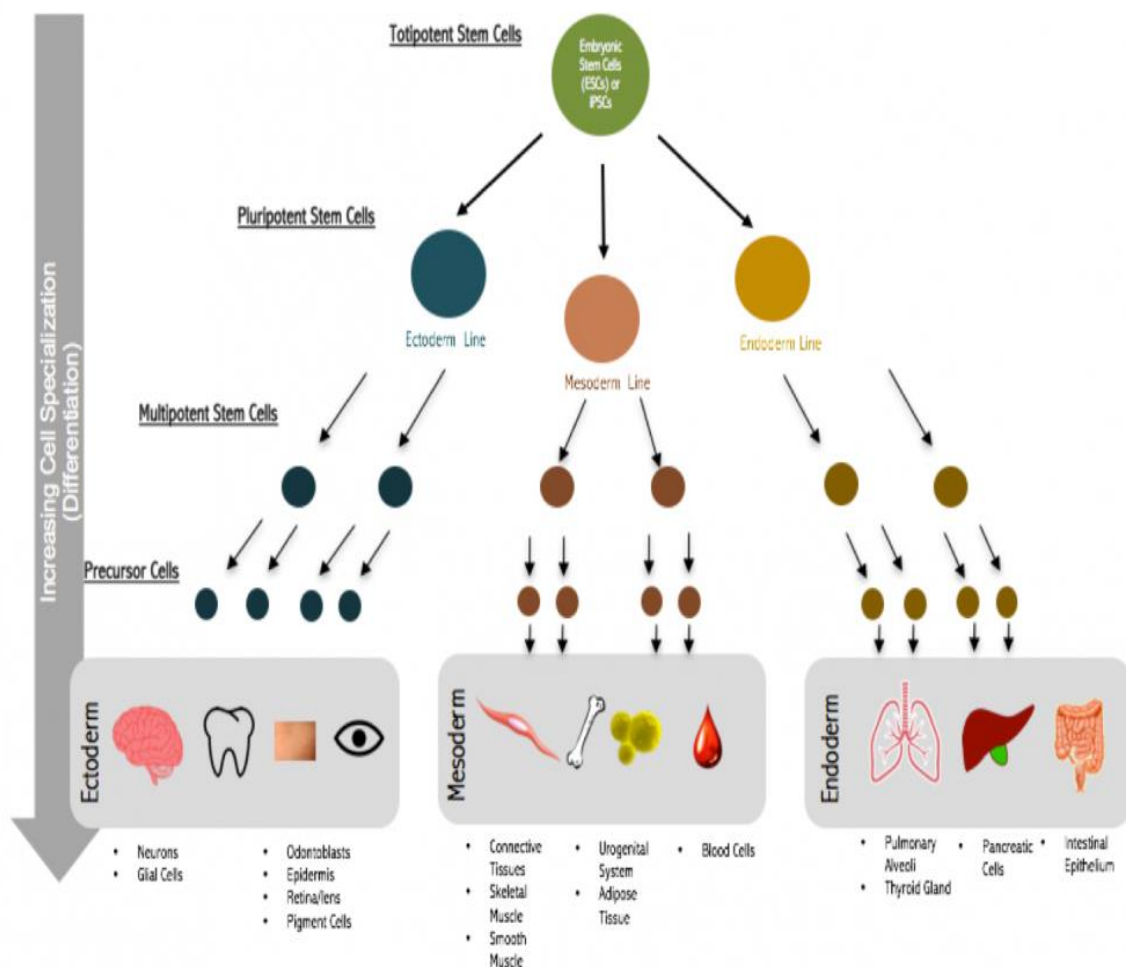 Totipotent Stem Cells
Embryonic
Stem Cells
(ESCs) or
iPSCs
Pluripotent Stem Cells
Ectoderm Line
Mesoderm Line
Endoderm Line
Multipotent Stem Cells
Precursor Cells
Increasing Cell Specialization
(Differentiation)
Ectoderm
• Neurons
• Glial Cells
• Odontoblasts
• Epidermis
• Retina/lens
• Pigment Cells
Mesoderm
• Connective
Tissues
• Skeletal
Muscle
• Smooth
Muscle
• Urogenital
System
• Adipose
Tissue
• Blood Cells
Endoderm
• Pulmonary
Alveoli
• Thyroid Gland
• Pancreatic
Cells
• Intestinal
Epithelium